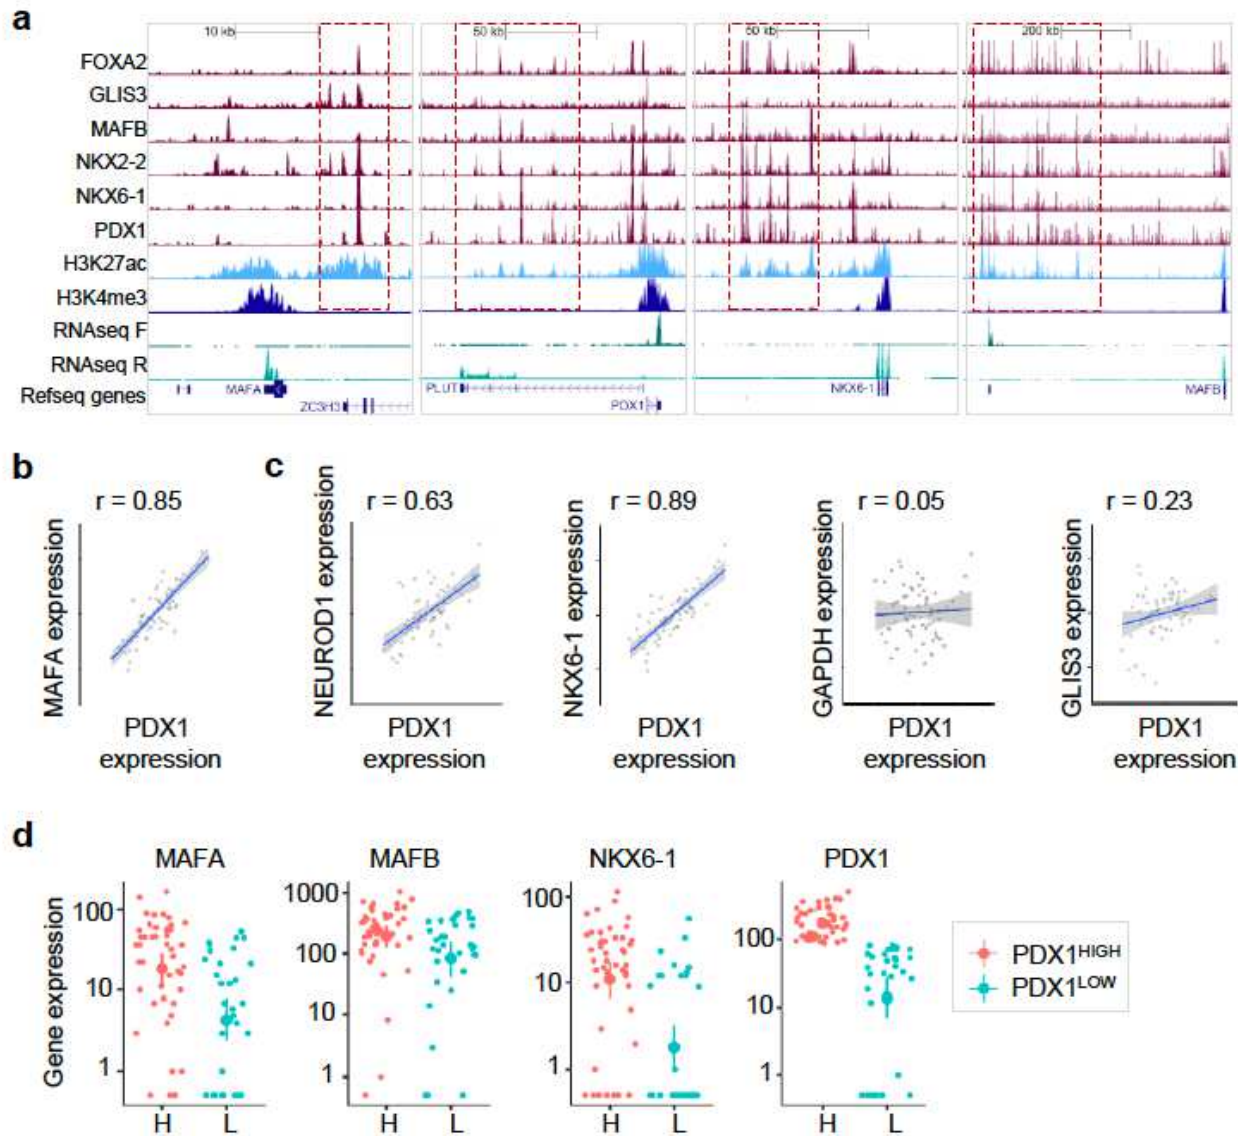 a
10 kb
50 kb
50 kb
200 kb
FOXA2
GLIS3
MAFB
NKX2-2
NKX6-1
PDX1
H3K27ac
H3K4me3
RNAseq F
RNAseq R
Refseq genes
MAFA
ZC3H3
PLUT
PDX1
NKX6-1
MAFB
b
c
r = 0.85
r = 0.63
r = 0.89
r = 0.05
r = 0.23
MAFA expression
NEUROD1 expression
NKX6-1 expression
GAPDH expression
GLIS3 expression
PDX1
expression
PDX1
expression
PDX1
expression
PDX1
expression
PDX1
expression
d
MAFA
MAFB
NKX6-1
PDX1
Gene expression
100
10
1
H L
1000
100
10
1
H L
100
10
1
H L
100
10
1
H L
PDX1HIGH
PDX1LOW